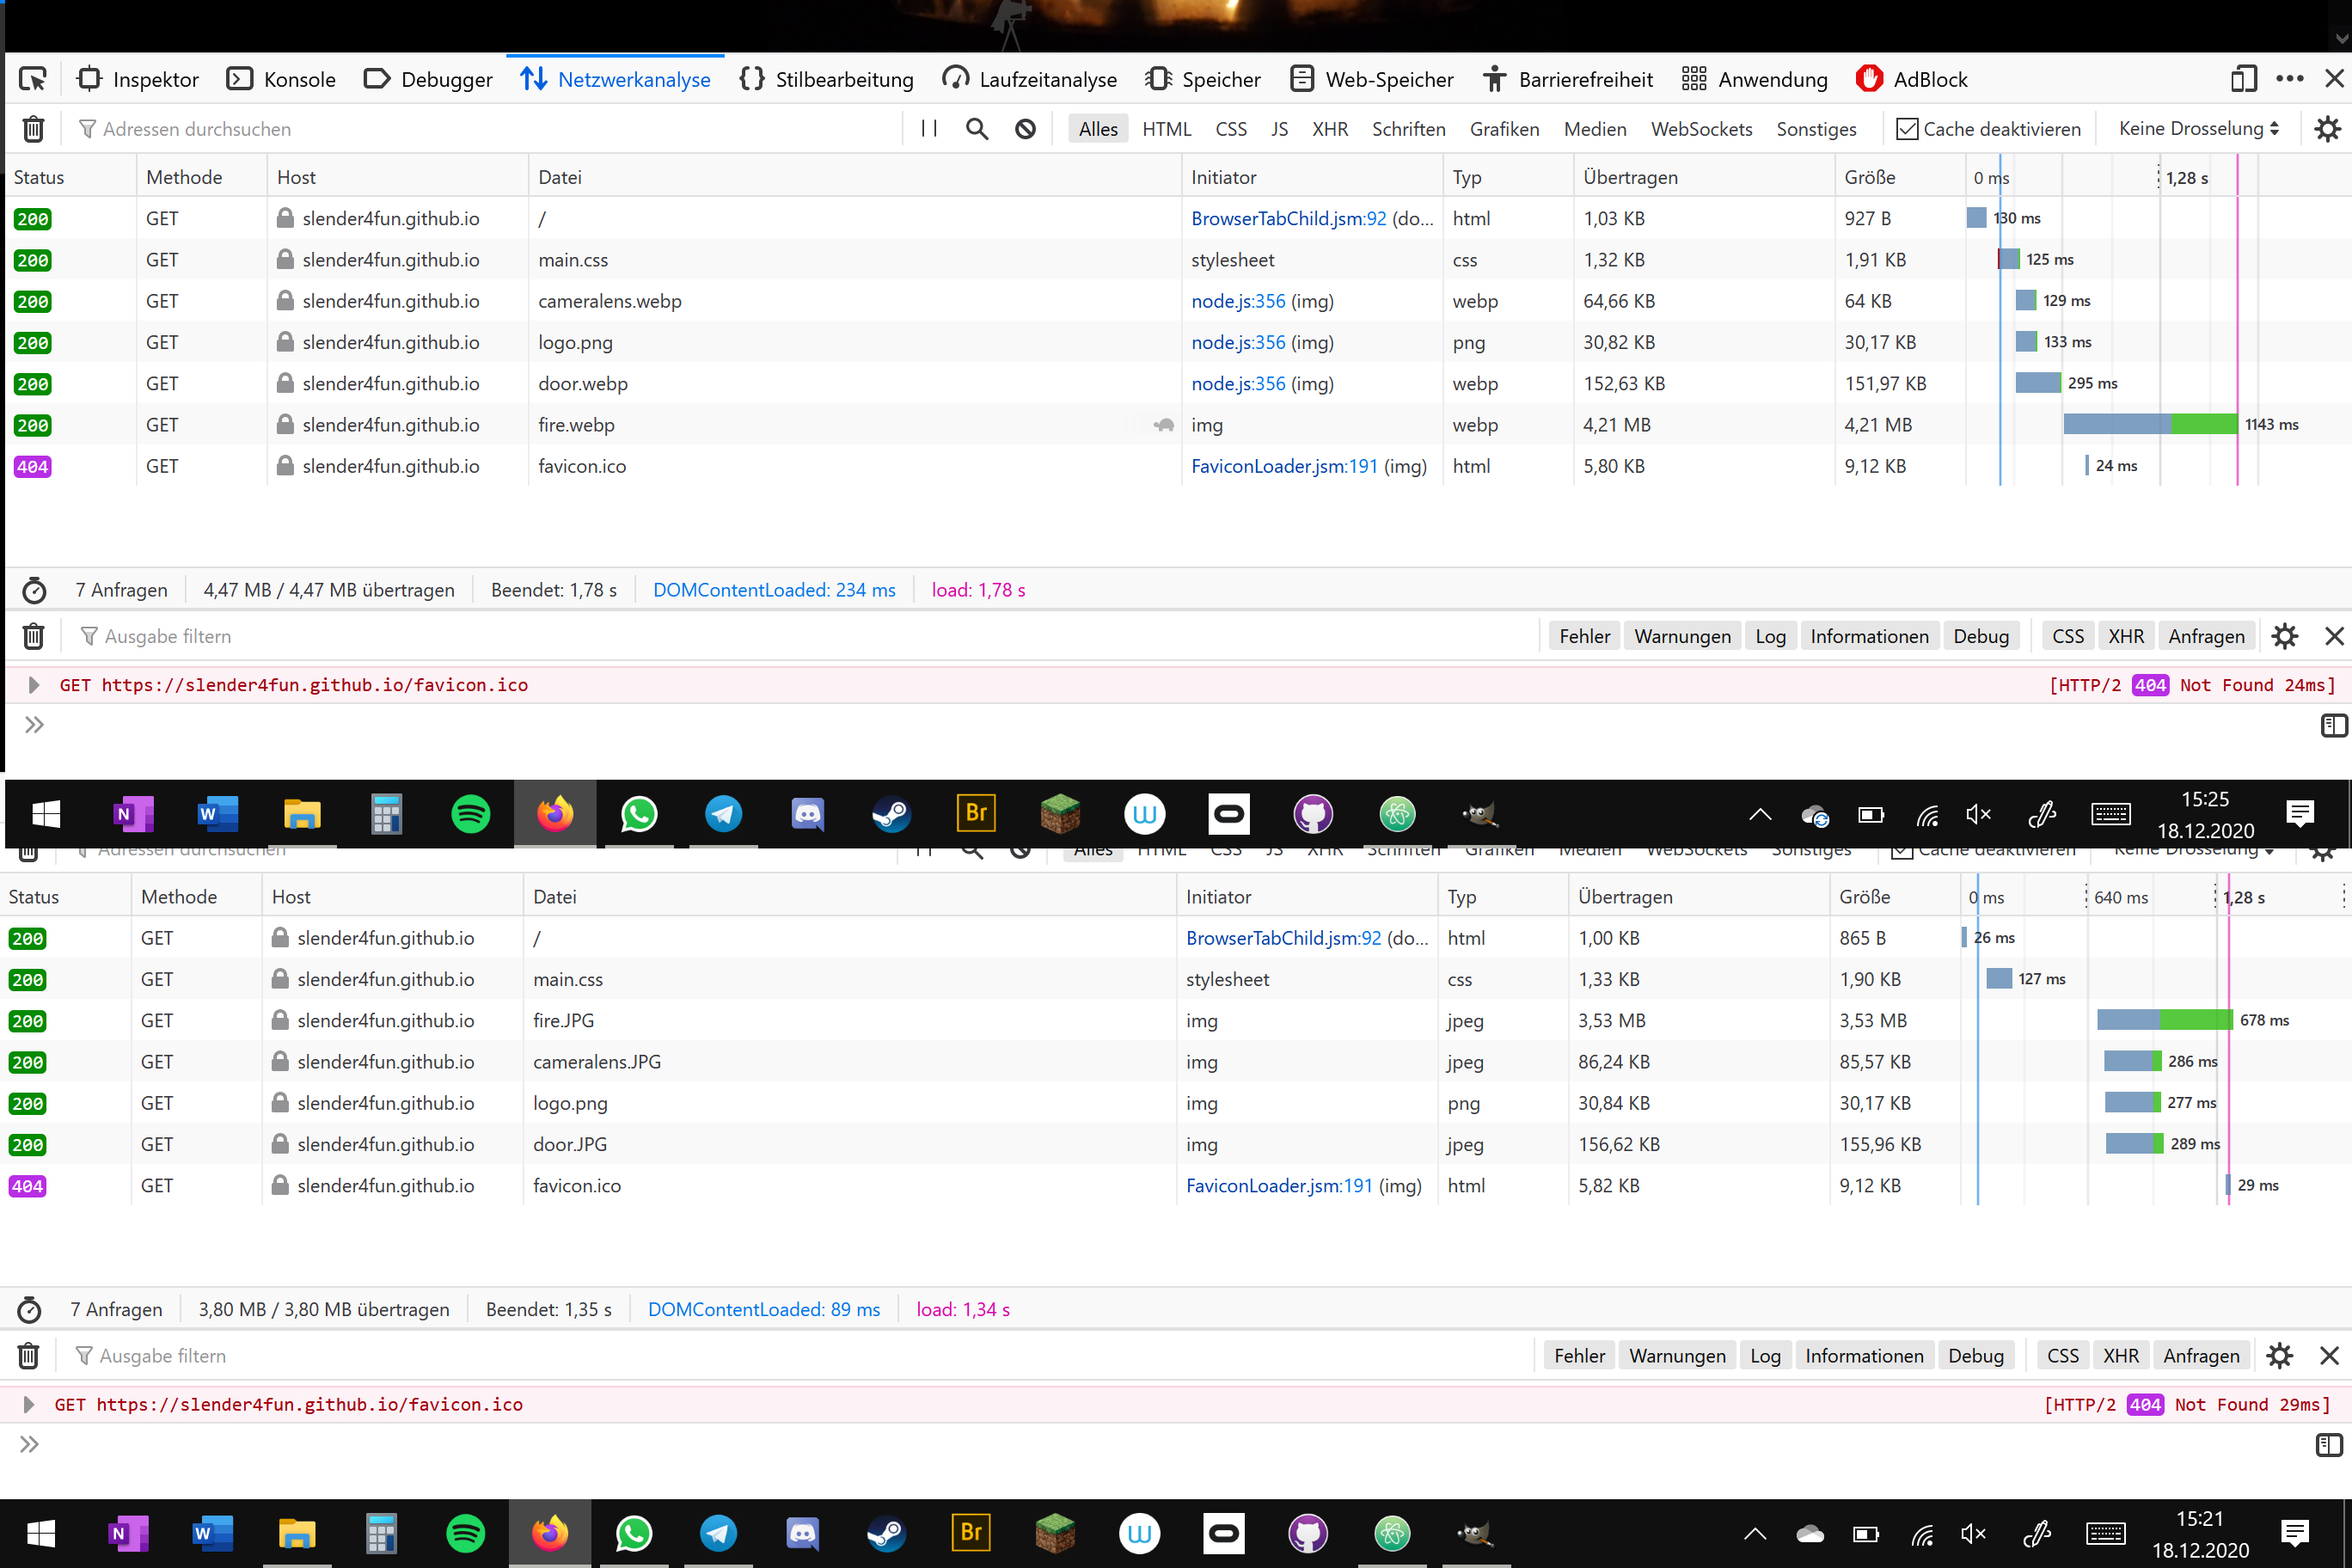 Inspektor Konsole Debugger Netzwerkanalyse Stilbearbeitung Laufzeitanalyse Speicher Web-Speicher Barrierefreiheit Anwendung AdBlock
Adressen durchsuchen Alles HTML CSS JS XHR Schriften Grafiken Medien WebSockets Sonstiges Cache deaktivieren Keine Drosselung
Status Methode Host Datei Initiator Typ Übertragen Größe 0 ms 1,28 s
200 GET slender4fun.github.io / BrowserTabChild.jsm:92 (do... html 1,03 KB 927 B 130 ms
200 GET slender4fun.github.io main.css stylesheet css 1,32 KB 1,91 KB 125 ms
200 GET slender4fun.github.io cameralens.webp node.js:356 (img) webp 64,66 KB 64 KB 129 ms
200 GET slender4fun.github.io logo.png node.js:356 (img) png 30,82 KB 30,17 KB 133 ms
200 GET slender4fun.github.io door.webp node.js:356 (img) webp 152,63 KB 151,97 KB 295 ms
200 GET slender4fun.github.io fire.webp img webp 4,21 MB 4,21 MB 1143 ms
404 GET slender4fun.github.io favicon.ico FaviconLoader.jsm:191 (img) html 5,80 KB 9,12 KB 24 ms
7 Anfragen 4,47 MB / 4,47 MB übertragen Beendet: 1,78 s DOMContentLoaded: 234 ms load: 1,78 s
Ausgabe filtern Fehler Warnungen Log Informationen Debug CSS XHR Anfragen
GET https://slender4fun.github.io/favicon.ico [HTTP/2 404 Not Found 24ms]
N W Br W 15:25
18.12.2020
Adressen durchsuchen Alles HTML CSS JS XHR Schriften Grafiken Medien WebSockets Sonstiges Cache deaktivieren Keine Drosselung
Status Methode Host Datei Initiator Typ Übertragen Größe 0 ms 640 ms 1,28 s
200 GET slender4fun.github.io / BrowserTabChild.jsm:92 (do... html 1,00 KB 865 B 26 ms
200 GET slender4fun.github.io main.css stylesheet css 1,33 KB 1,90 KB 127 ms
200 GET slender4fun.github.io fire.JPG img jpeg 3,53 MB 3,53 MB 678 ms
200 GET slender4fun.github.io cameralens.JPG img jpeg 86,24 KB 85,57 KB 286 ms
200 GET slender4fun.github.io logo.png img png 30,84 KB 30,17 KB 277 ms
200 GET slender4fun.github.io door.JPG img jpeg 156,62 KB 155,96 KB 289 ms
404 GET slender4fun.github.io favicon.ico FaviconLoader.jsm:191 (img) html 5,82 KB 9,12 KB 29 ms
7 Anfragen 3,80 MB / 3,80 MB übertragen Beendet: 1,35 s DOMContentLoaded: 89 ms load: 1,34 s
Ausgabe filtern Fehler Warnungen Log Informationen Debug CSS XHR Anfragen
GET https://slender4fun.github.io/favicon.ico [HTTP/2 404 Not Found 29ms]
N W Br W 15:21
18.12.2020